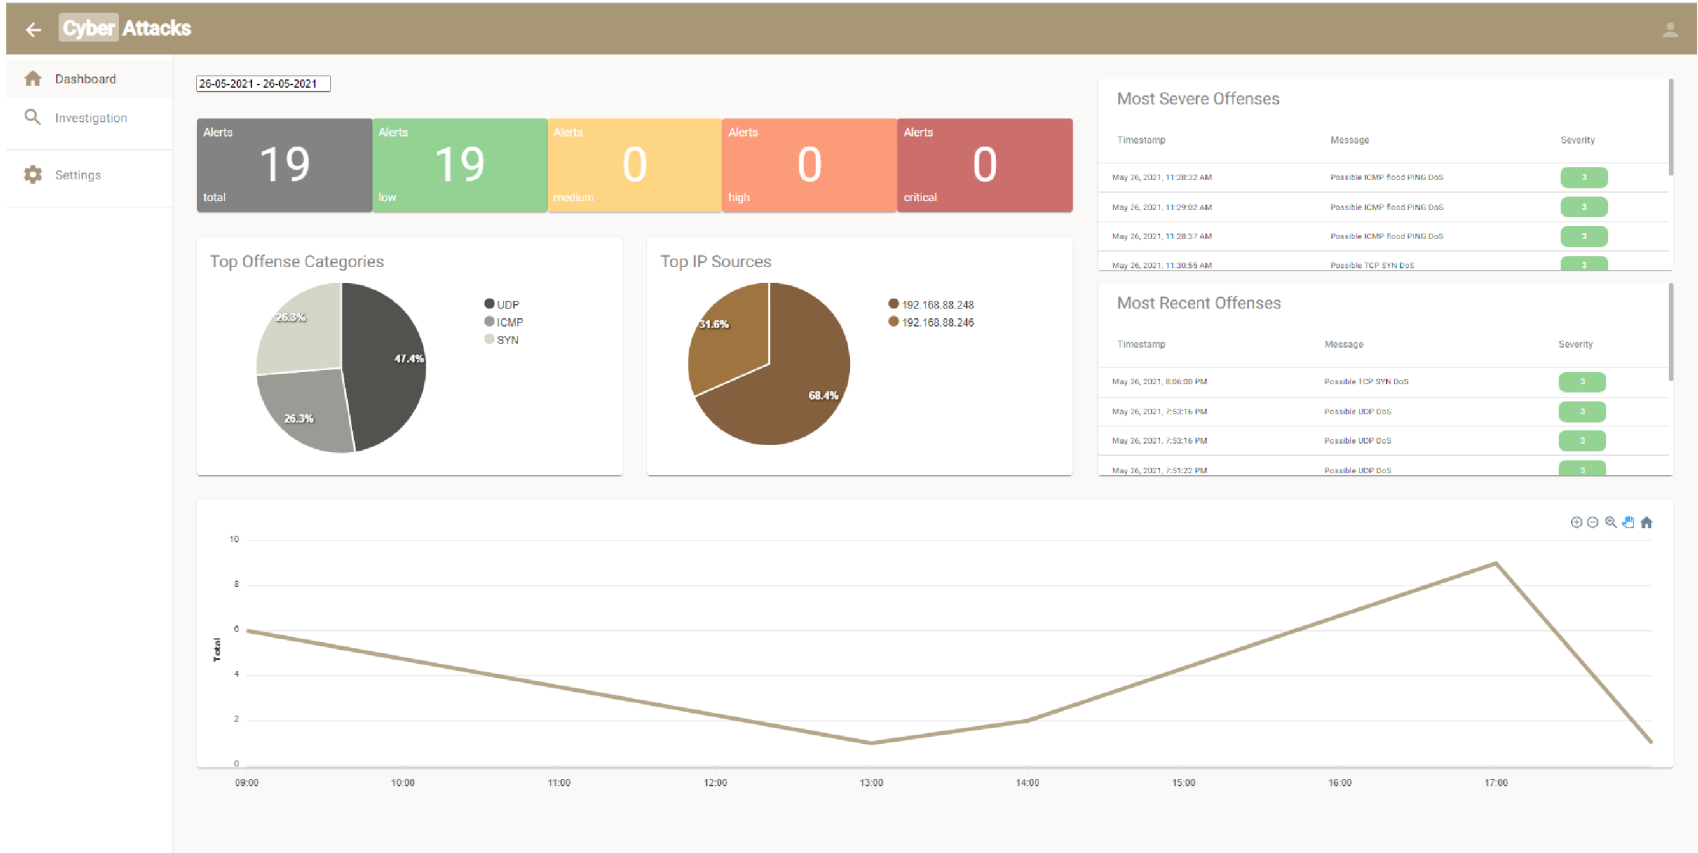 Cyber Attacks
Dashboard
Investigation
Settings
26-05-2021 - 26-05-2021
Alerts
19
total
Alerts
19
low
Alerts
0
medium
Alerts
0
high
Alerts
0
critical
Top Offense Categories
26.3%
47.4%
26.3%
UDP
ICMP
SYN
Top IP Sources
31.6%
68.4%
192.168.88.248
192.168.88.246
Most Severe Offenses
Timestamp Message Severity
May 26, 2021, 11:28:32 AM Possible ICMP flood PING DoS 3
May 26, 2021, 11:29:02 AM Possible ICMP flood PING DoS 3
May 26, 2021, 11:28:37 AM Possible ICMP flood PING DoS 3
May 26, 2021, 11:30:55 AM Possible TCP SYN DoS 3
Most Recent Offenses
Timestamp Message Severity
May 26, 2021, 8:06:00 PM Possible TCP SYN DoS 3
May 26, 2021, 7:53:16 PM Possible UDP DoS 3
May 26, 2021, 7:53:16 PM Possible UDP DoS 3
May 26, 2021, 7:51:22 PM Possible UDP DoS 3
Total
10
8
6
4
2
0
09:00 10:00 11:00 12:00 13:00 14:00 15:00 16:00 17:00